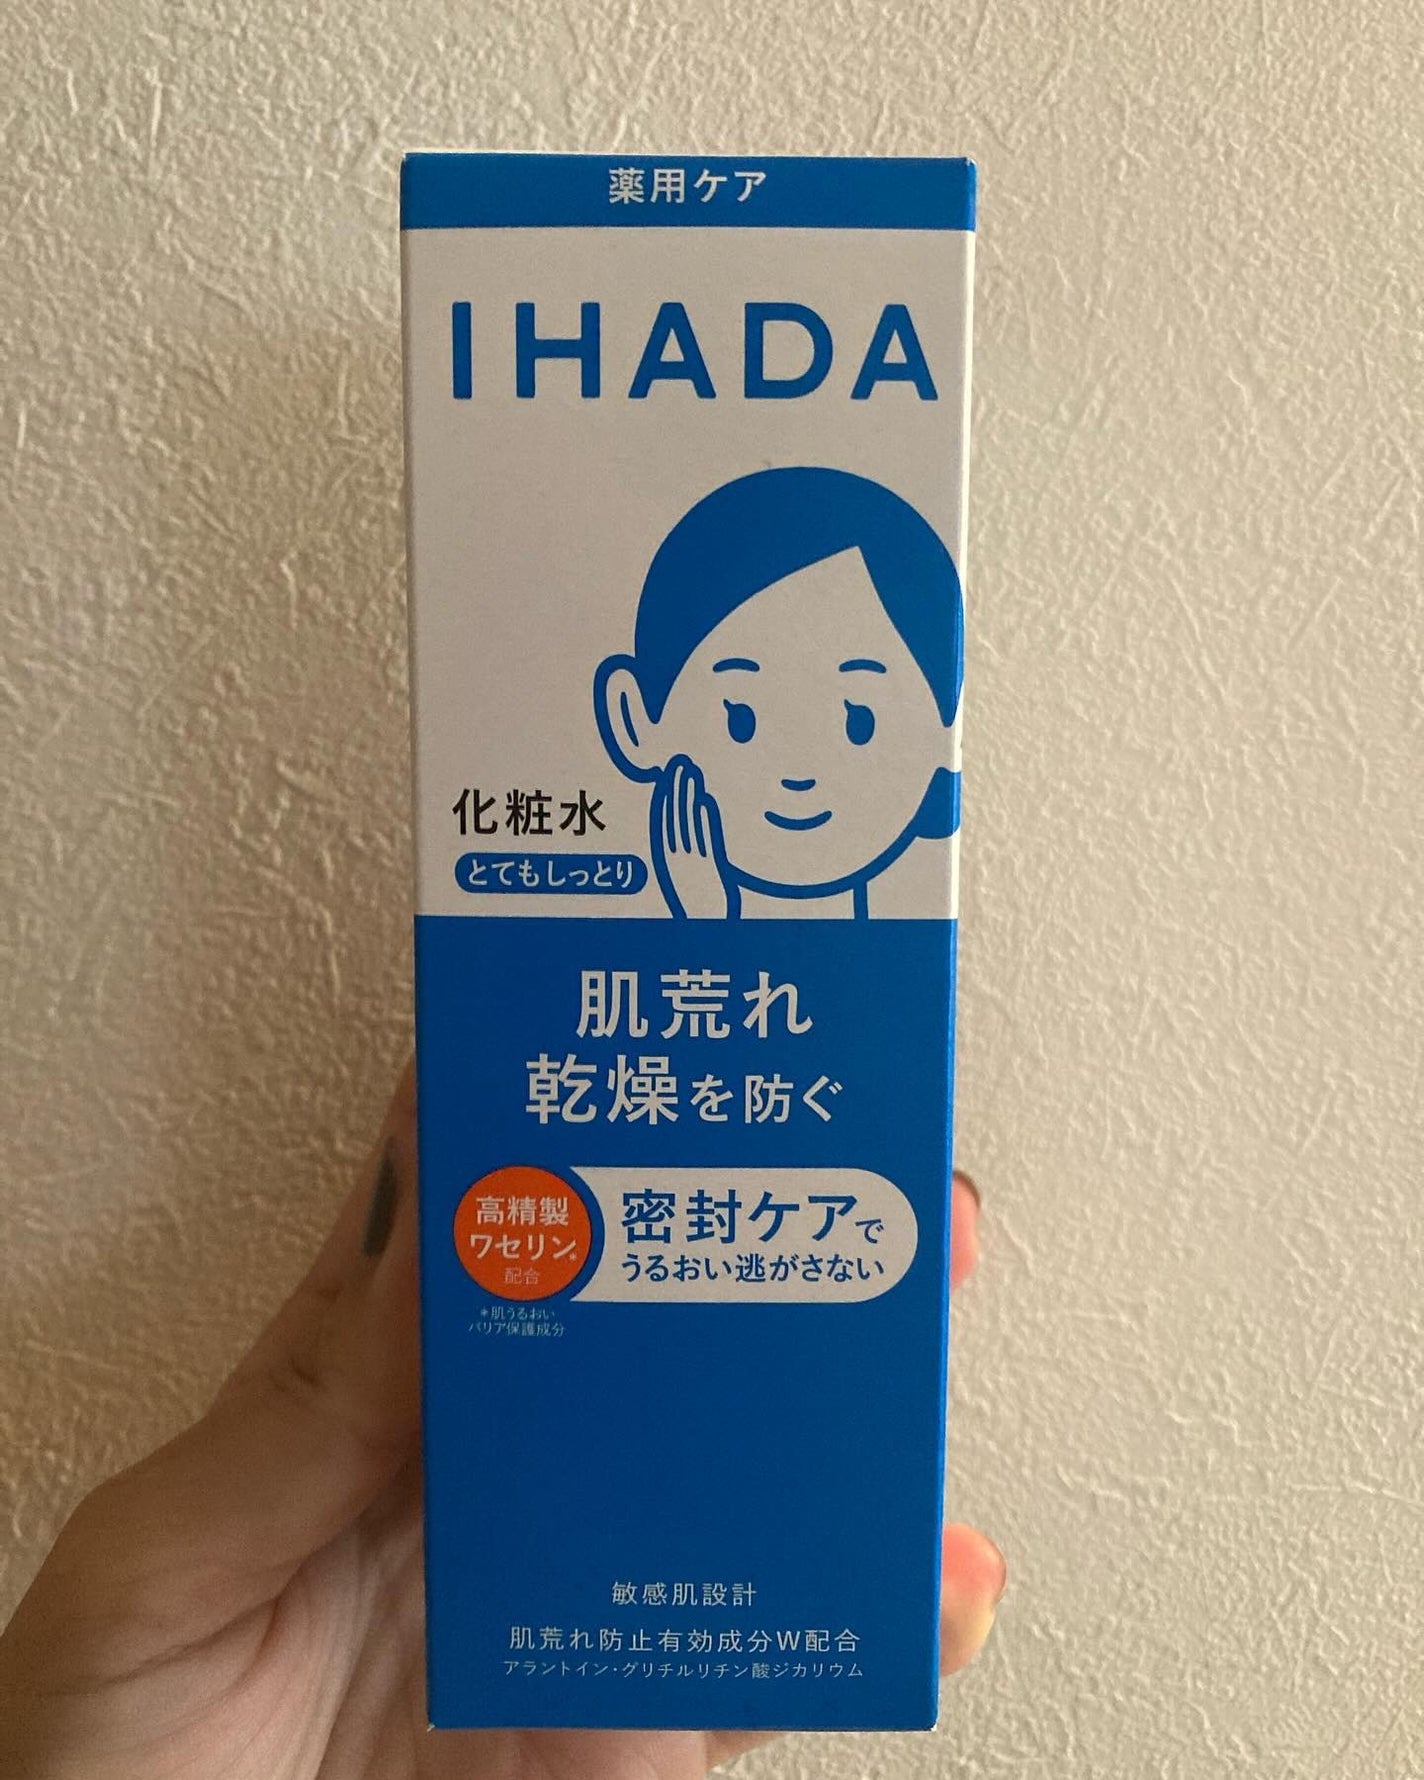 薬用ケア
IHADA
化粧水
とてもしっとり
肌荒れ
乾燥を防ぐ
高精製
ワセリン*
配合
密封ケアで
うるおい逃がさない
*肌うるおい
バリア保護成分
敏感肌設計
肌荒れ防止有効成分W配合
アラントイン・グリチルリチン酸ジカリウム